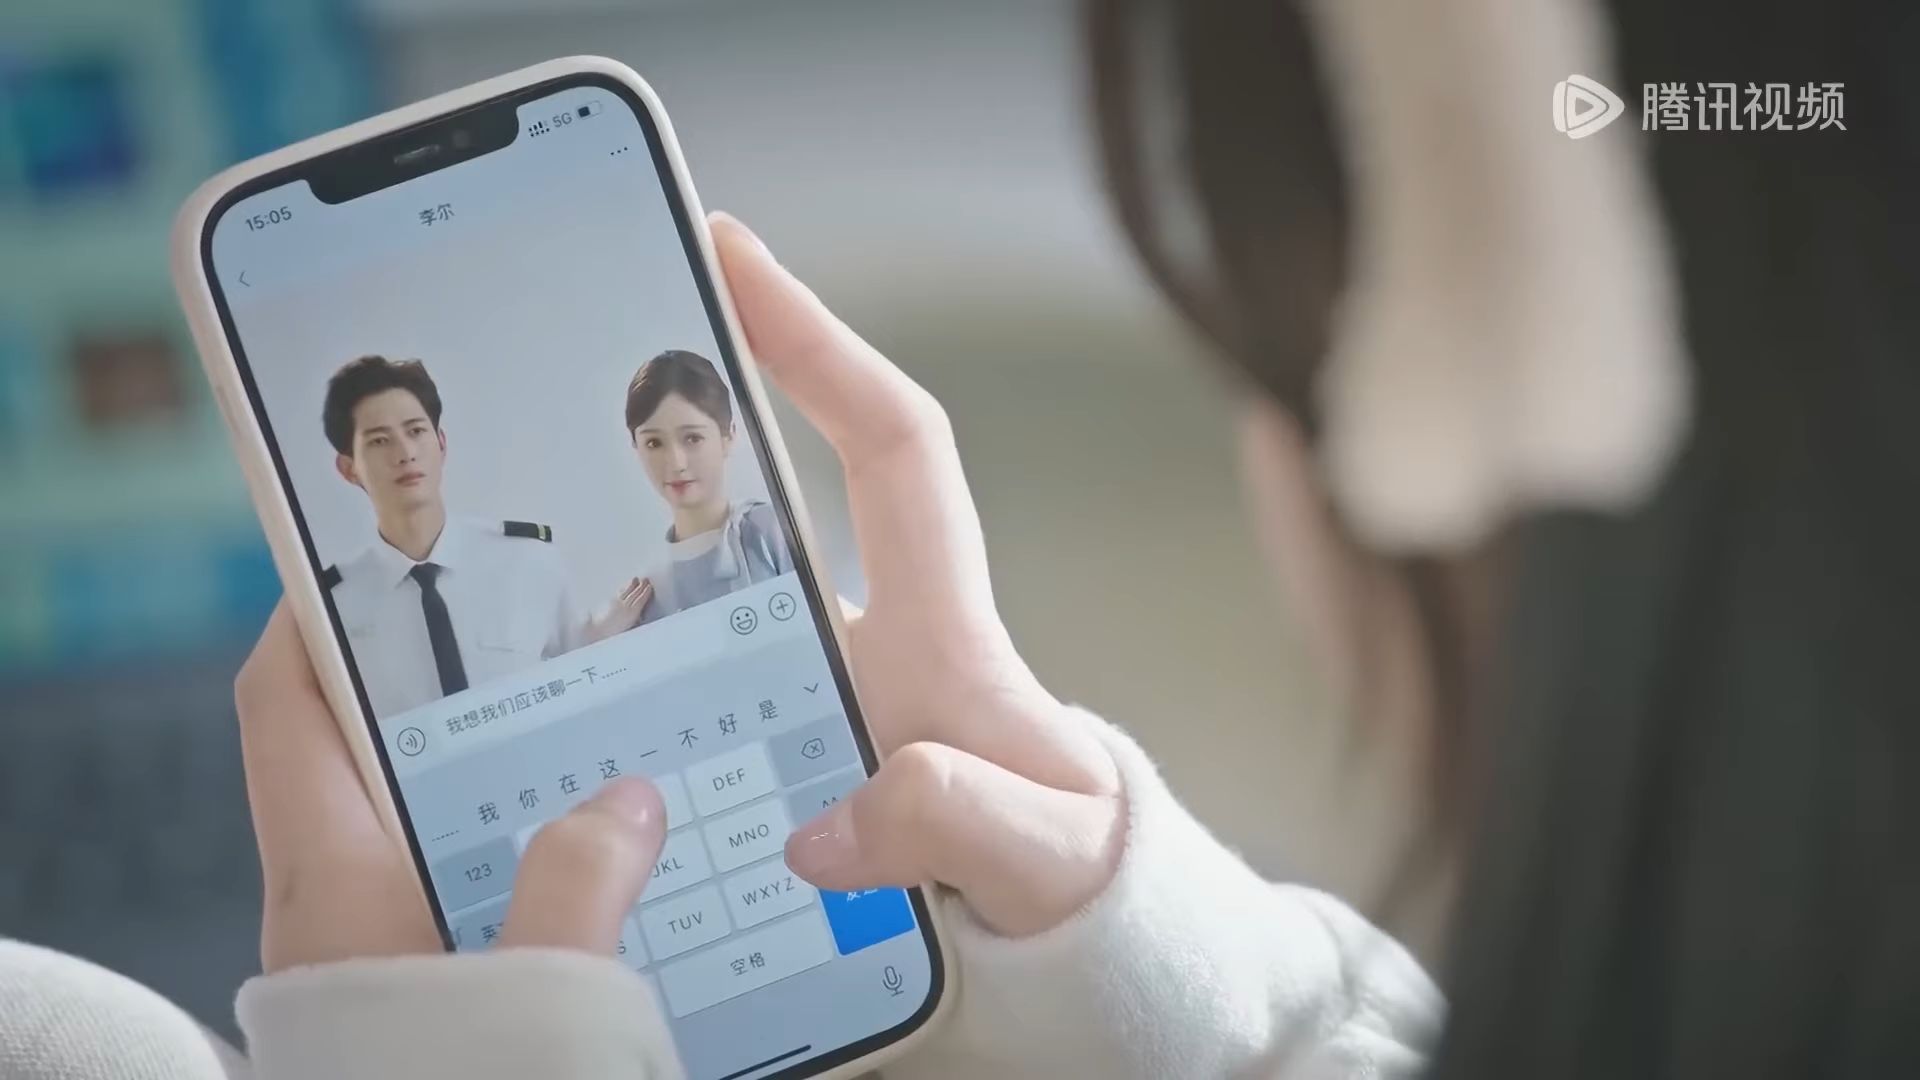 腾讯视频
5G
15:05
李尔
我想我们应该聊一下……
……我你在这一不好是
DEF
123
JKL
MNO
TUV
WXYZ
空格